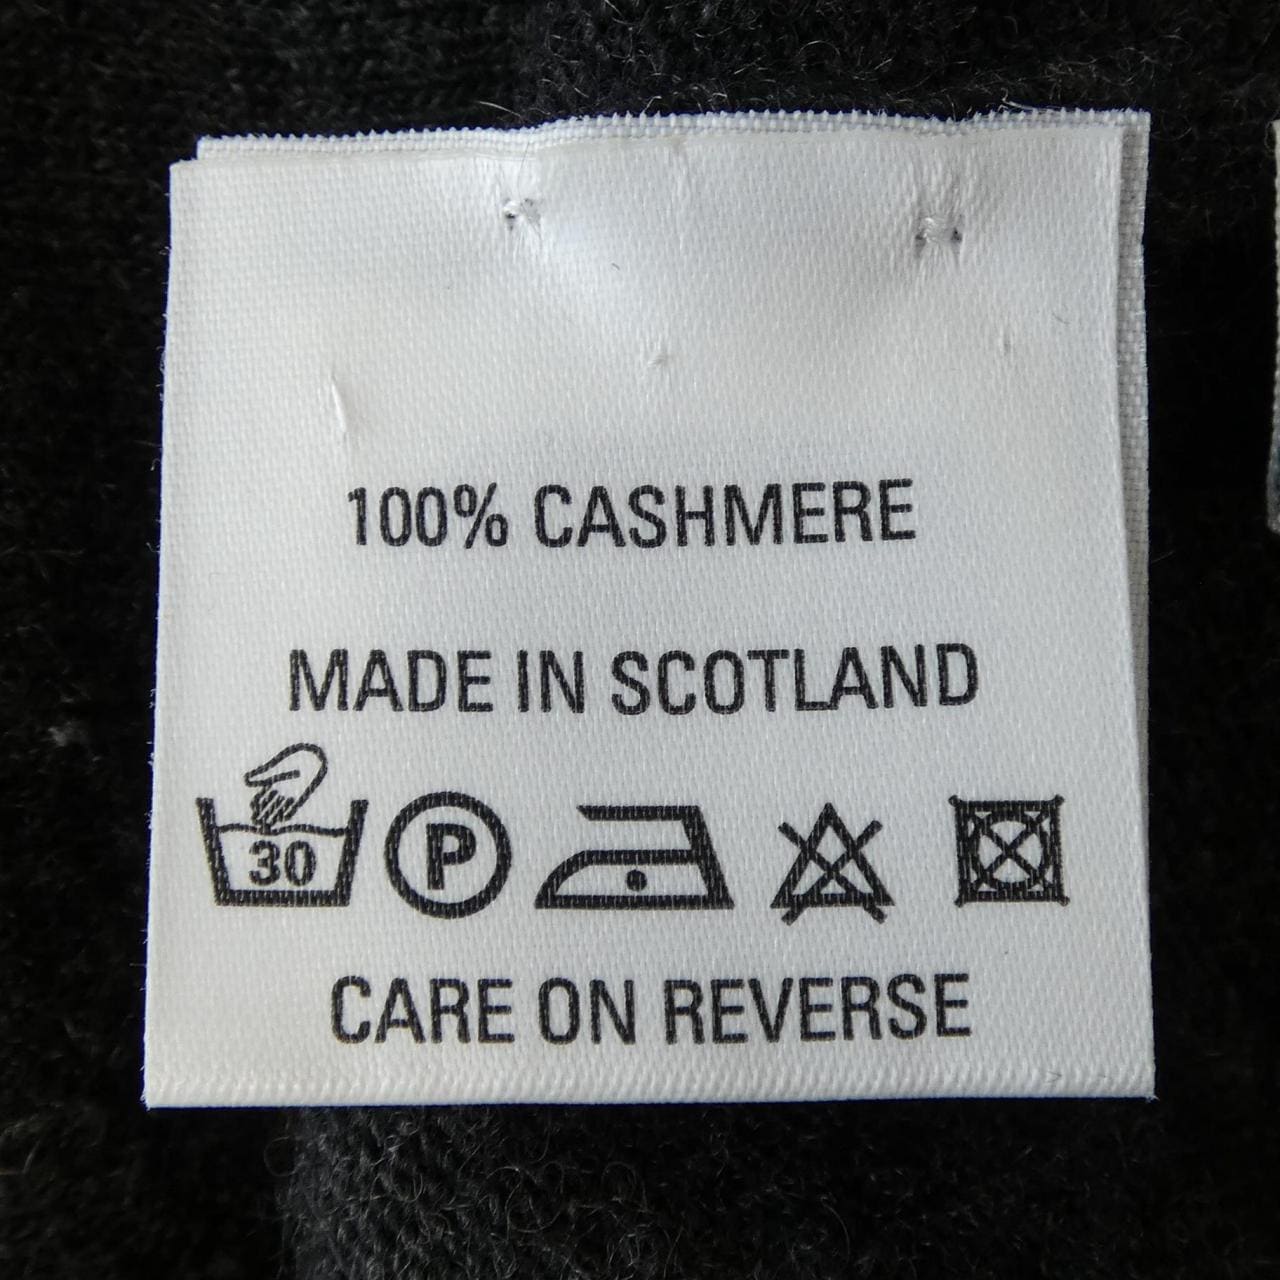 100% CASHMERE
MADE IN SCOTLAND
30 P
CARE ON REVERSE